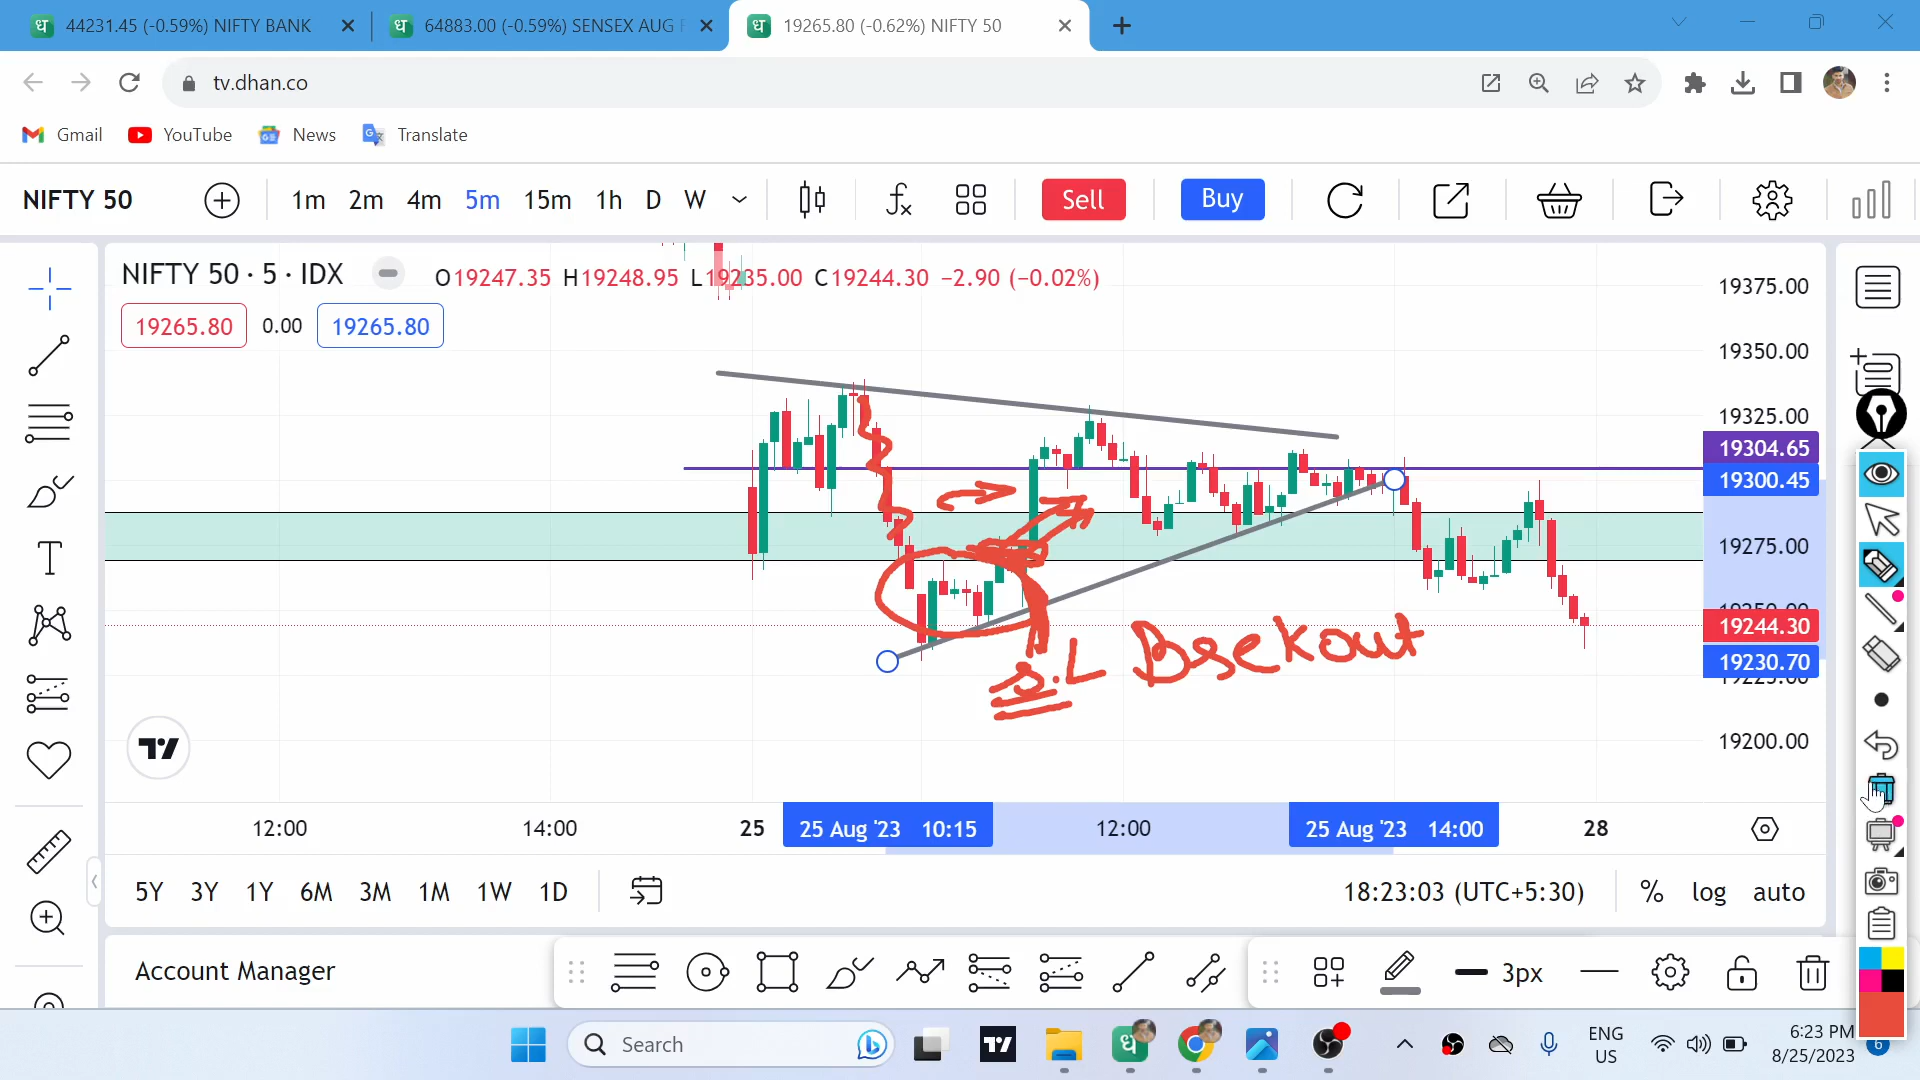 44231.45 (-0.59%) NIFTY BANK
64883.00 (-0.59%) SENSEX AUG
19265.80 (-0.62%) NIFTY 50
tv.dhan.co
Gmail YouTube News Translate
NIFTY 50 1m 2m 4m 5m 15m 1h D W Sell Buy
NIFTY 50 · 5 · IDX O19247.35 H19248.95 L19235.00 C19244.30 −2.90 (−0.02%)
19265.80 0.00 19265.80
19375.00
19350.00
19325.00
19304.65
19300.45
19275.00
19244.30
19230.70
19225.00
19200.00
S.L Breakout
12:00 14:00 25 25 Aug '23 10:15 12:00 25 Aug '23 14:00 28
5Y 3Y 1Y 6M 3M 1M 1W 1D 18:23:03 (UTC+5:30) % log auto
Account Manager 3px
Search ENG US 6:23 PM 8/25/2023 6